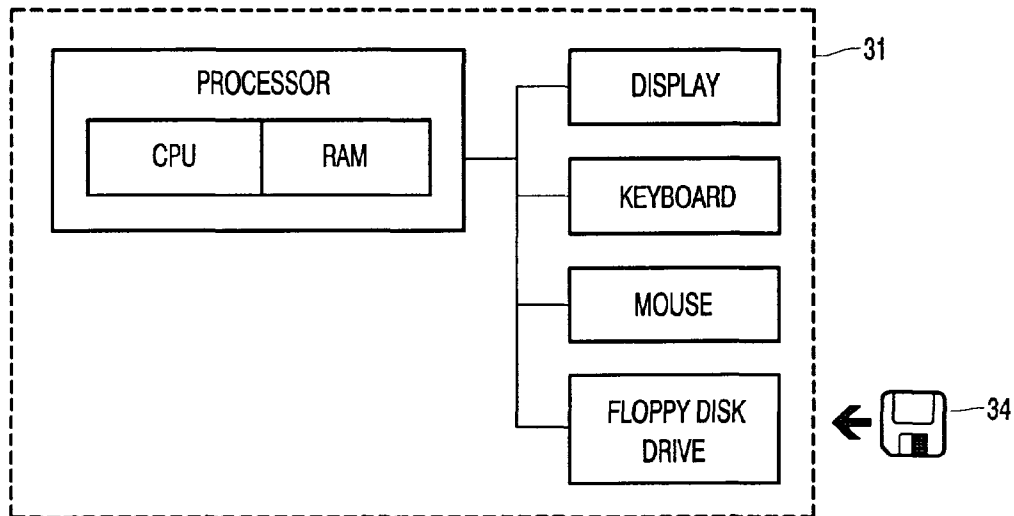 PROCESSOR
CPU
RAM
DISPLAY
KEYBOARD
MOUSE
FLOPPY DISK
DRIVE
31
34